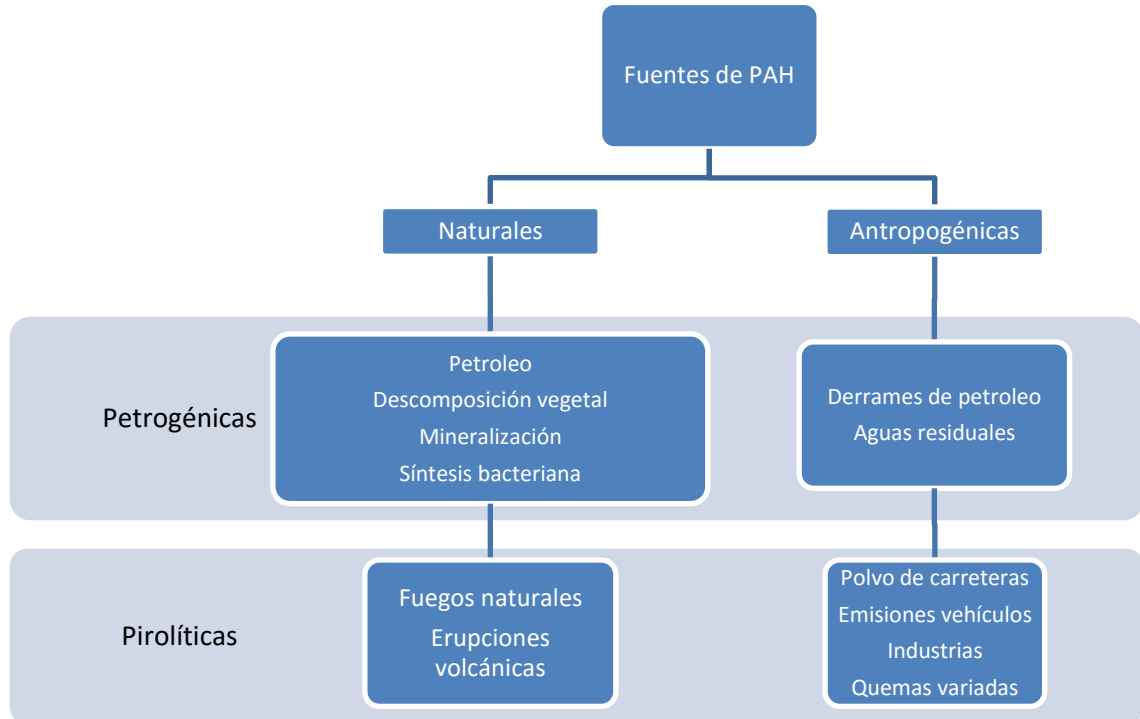 Fuentes de PAH
Naturales
Antropogénicas
Petrogénicas
Petroleo
Descomposición vegetal
Mineralización
Síntesis bacteriana
Derrames de petroleo
Aguas residuales
Pirolíticas
Fuegos naturales
Erupciones
volcánicas
Polvo de carreteras
Emisiones vehículos
Industrias
Quemas variadas